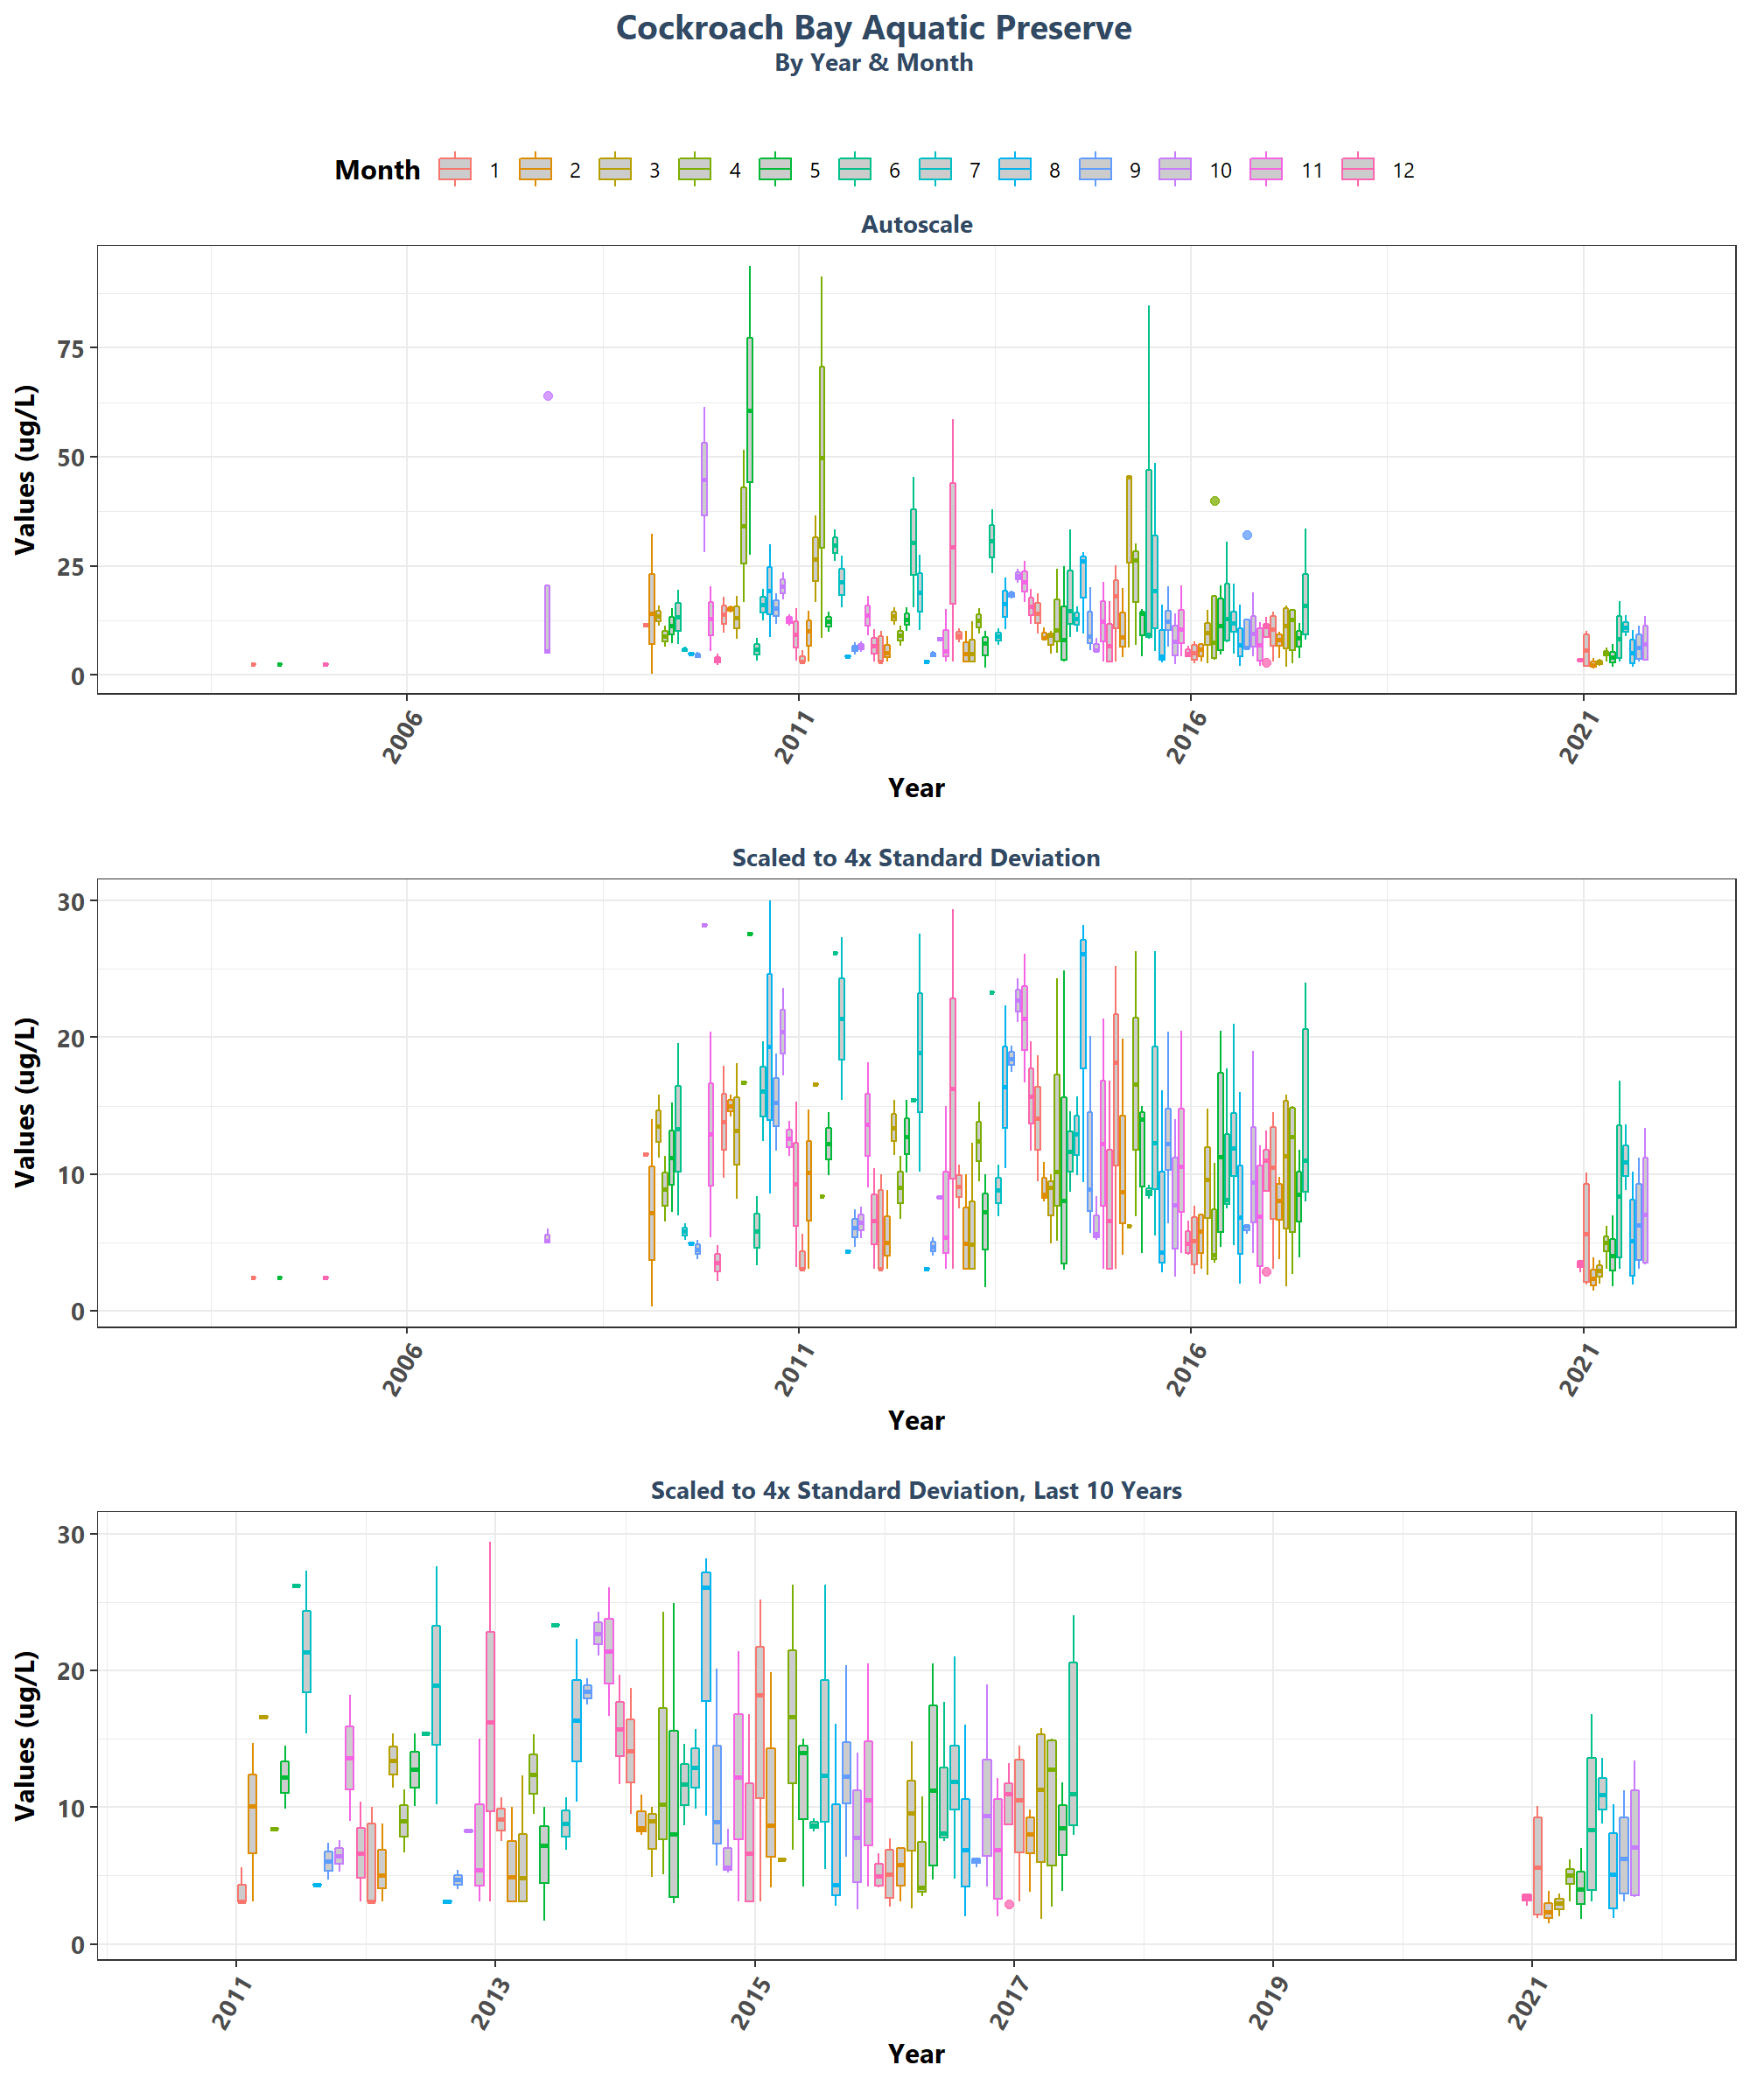 Cockroach Bay Aquatic Preserve
By Year & Month
Month 1 2 3 4 5 6 7 8 9 10 11 12
Autoscale
Values (ug/L)
75
50
25
0
2006 2011 2016 2021
Year
Scaled to 4x Standard Deviation
Values (ug/L)
30
20
10
0
2006 2011 2016 2021
Year
Scaled to 4x Standard Deviation, Last 10 Years
Values (ug/L)
30
20
10
0
2011 2013 2015 2017 2019 2021
Year